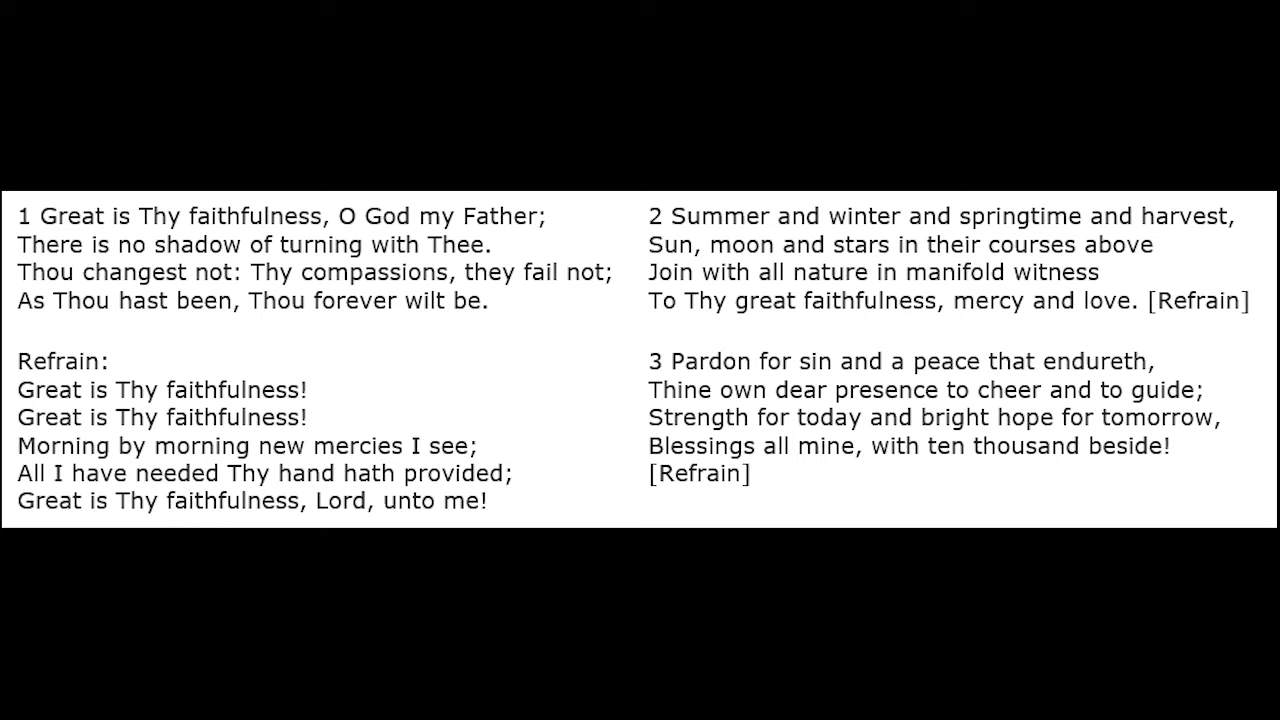 1 Great is Thy faithfulness, O God my Father;
There is no shadow of turning with Thee.
Thou changest not: Thy compassions, they fail not;
As Thou hast been, Thou forever wilt be.
Refrain:
Great is Thy faithfulness!
Great is Thy faithfulness!
Morning by morning new mercies I see;
All I have needed Thy hand hath provided;
Great is Thy faithfulness, Lord, unto me!
2 Summer and winter and springtime and harvest,
Sun, moon and stars in their courses above
Join with all nature in manifold witness
To Thy great faithfulness, mercy and love. [Refrain]
3 Pardon for sin and a peace that endureth,
Thine own dear presence to cheer and to guide;
Strength for today and bright hope for tomorrow,
Blessings all mine, with ten thousand beside!
[Refrain]